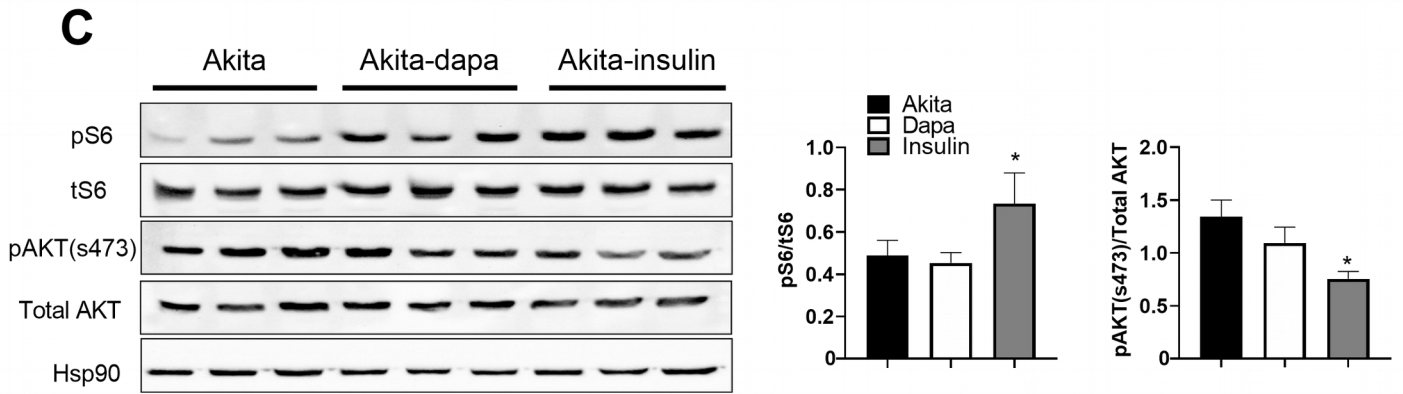 C
Akita
Akita-dapa
Akita-insulin
pS6
tS6
pAKT(s473)
Total AKT
Hsp90
Akita
Dapa
Insulin
pS6/tS6
1.0
0.8
0.6
0.4
0.2
0
*
pAKT(s473)/Total AKT
2.0
1.5
1.0
0.5
0
*